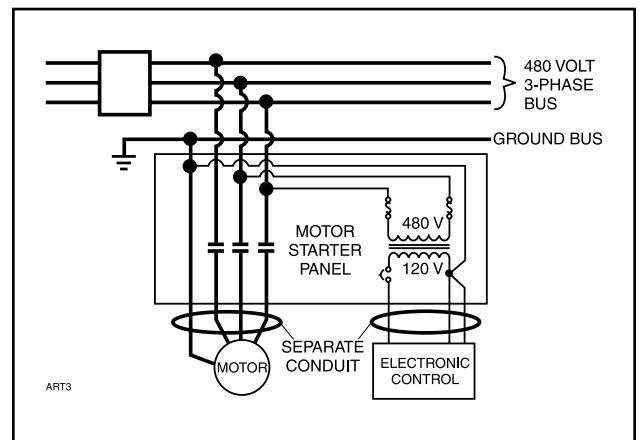 480 VOLT
3-PHASE
BUS
GROUND BUS
MOTOR
STARTER
PANEL
480 V
120 V
SEPARATE
CONDUIT
MOTOR
ELECTRONIC
CONTROL
ART3